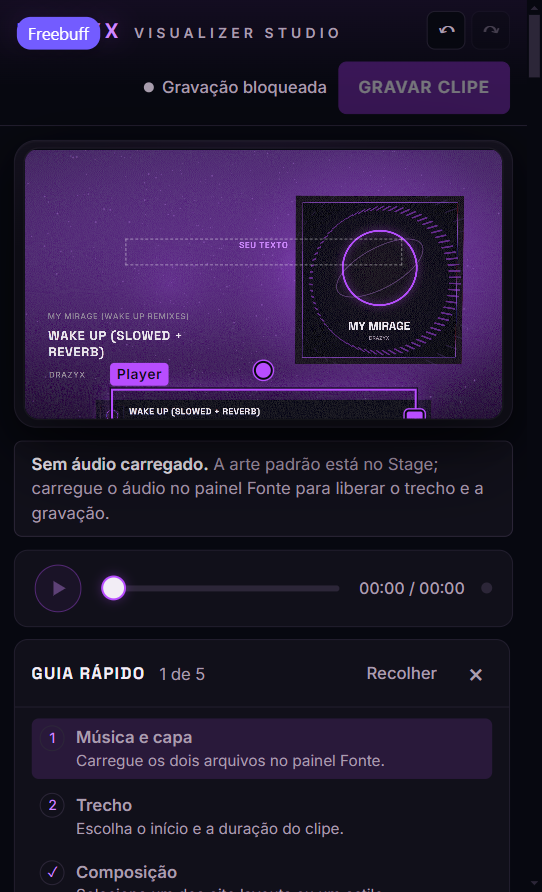 Freebuff X VISUALIZER STUDIO
Gravação bloqueada GRAVAR CLIPE
SEU TEXTO
MY MIRAGE
DRAZYX
MY MIRAGE (WAKE UP REMIXES)
WAKE UP (SLOWED +
REVERB)
DRAZYX
Player
WAKE UP (SLOWED + REVERB)
Sem áudio carregado. A arte padrão está no Stage;
carregue o áudio no painel Fonte para liberar o trecho e a
gravação.
00:00 / 00:00
GUIA RÁPIDO 1 de 5 Recolher ×
1 Música e capa
Carregue os dois arquivos no painel Fonte.
2 Trecho
Escolha o início e a duração do clipe.
✓ Composição